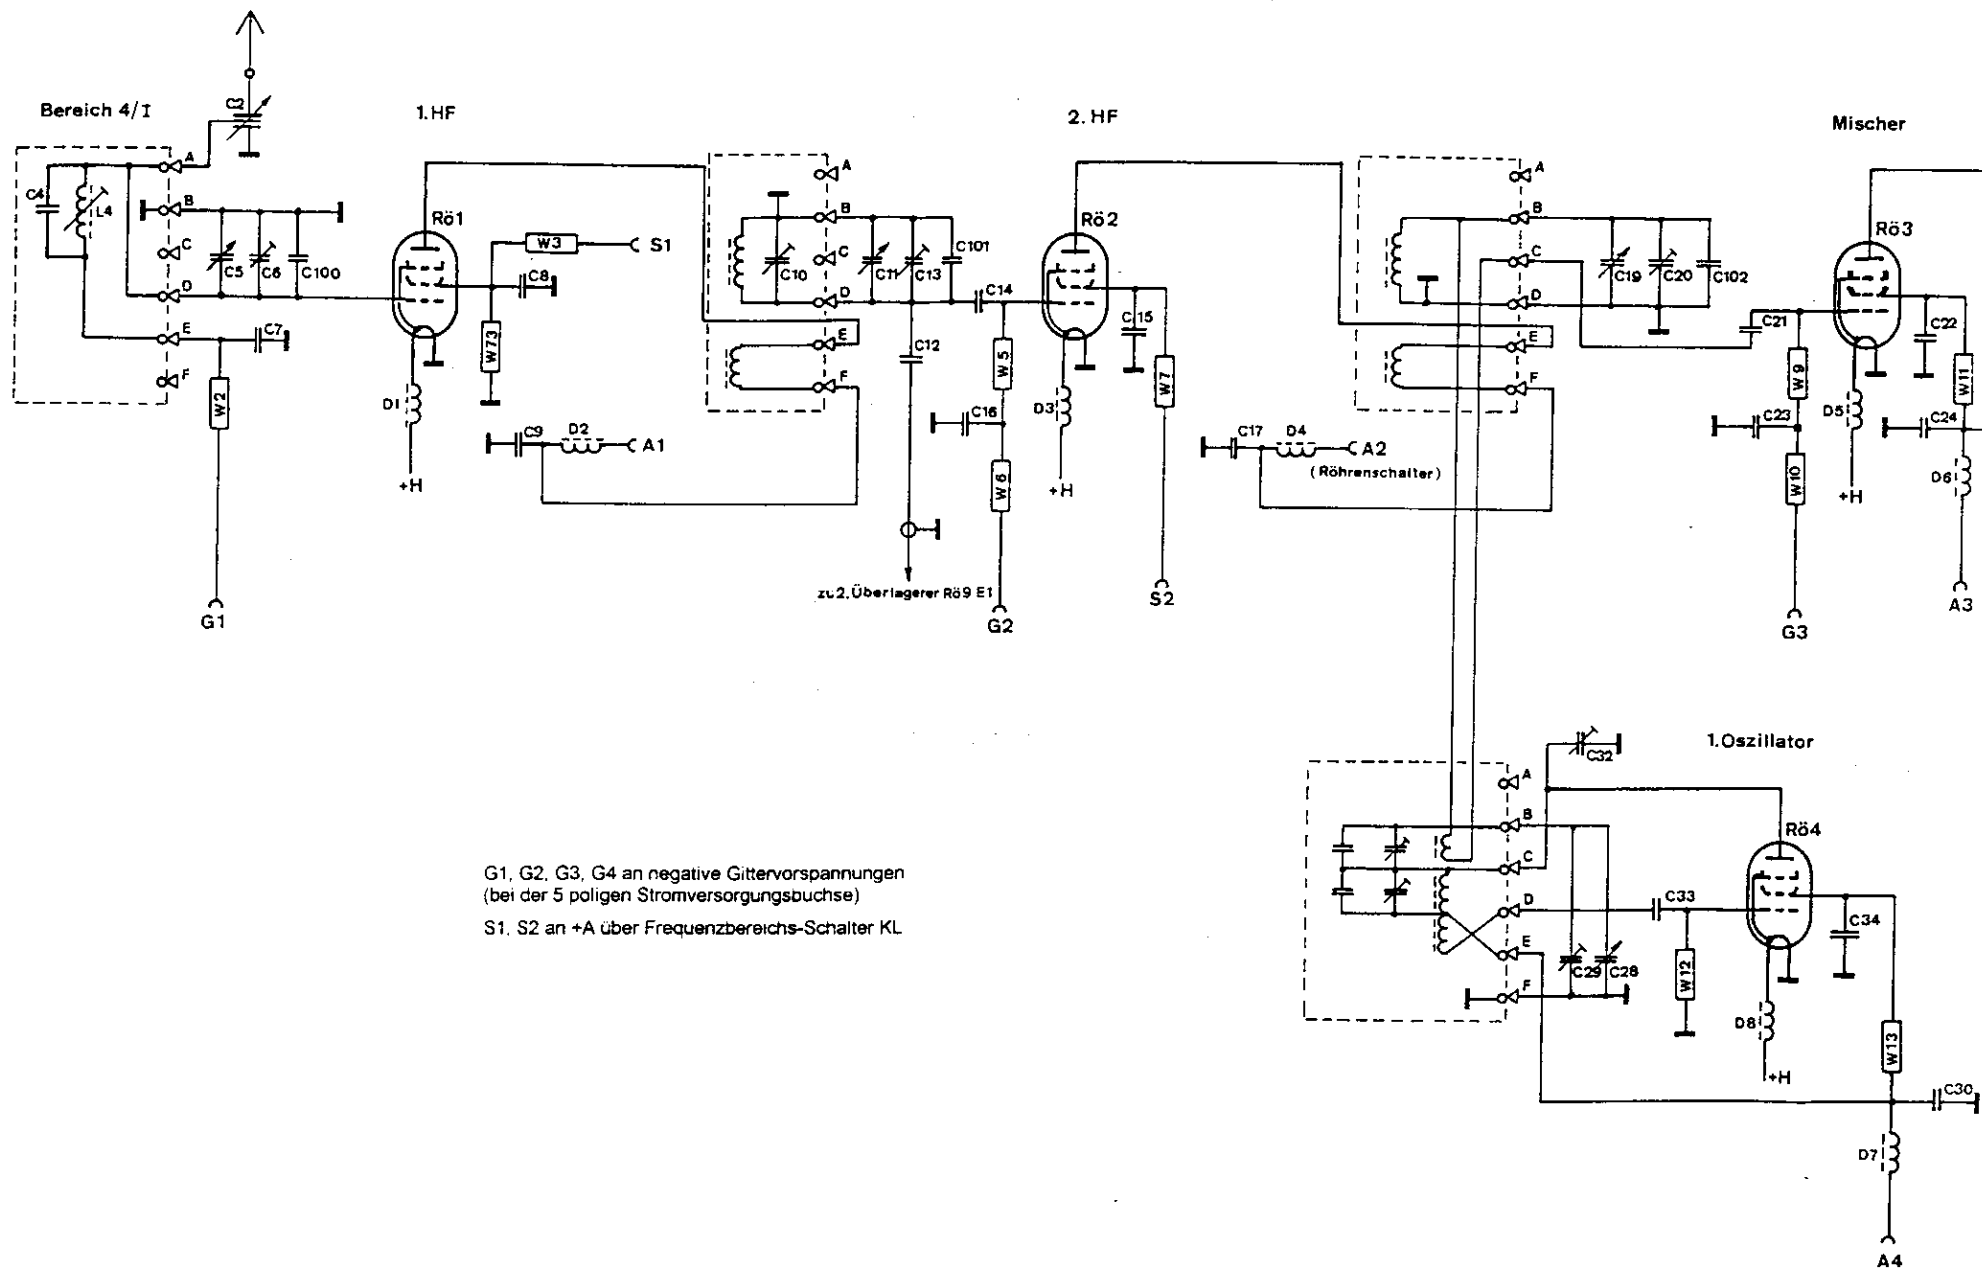 Bereich 4/I
1.HF
2.HF
Mischer
A
B
C
D
E
F
C4
L4
C5
C6
C100
C7
W2
G1
Rö1
D1
+H
W3
S1
C8
W73
C9
D2
A1
A
B
C
D
E
F
C10
C11
C13
C101
C12
C14
W5
C16
W6
G2
zu 2.Überlagerer Rö9 E1
Rö2
D3
+H
C15
W7
S2
C17
D4
A2
(Röhrenschalter)
A
B
C
D
E
F
C19
C20
C102
C21
W9
C23
W10
G3
Rö3
D5
+H
C22
W11
C24
D6
A3
1.Oszillator
C32
A
B
C
D
E
F
C29
C28
C33
W12
Rö4
D8
+H
C34
W13
C30
D7
A4
G1, G2, G3, G4 an negative Gittervorspannungen
(bei der 5 poligen Stromversorgungsbuchse)
S1, S2 an +A über Frequenzbereichs-Schalter KL